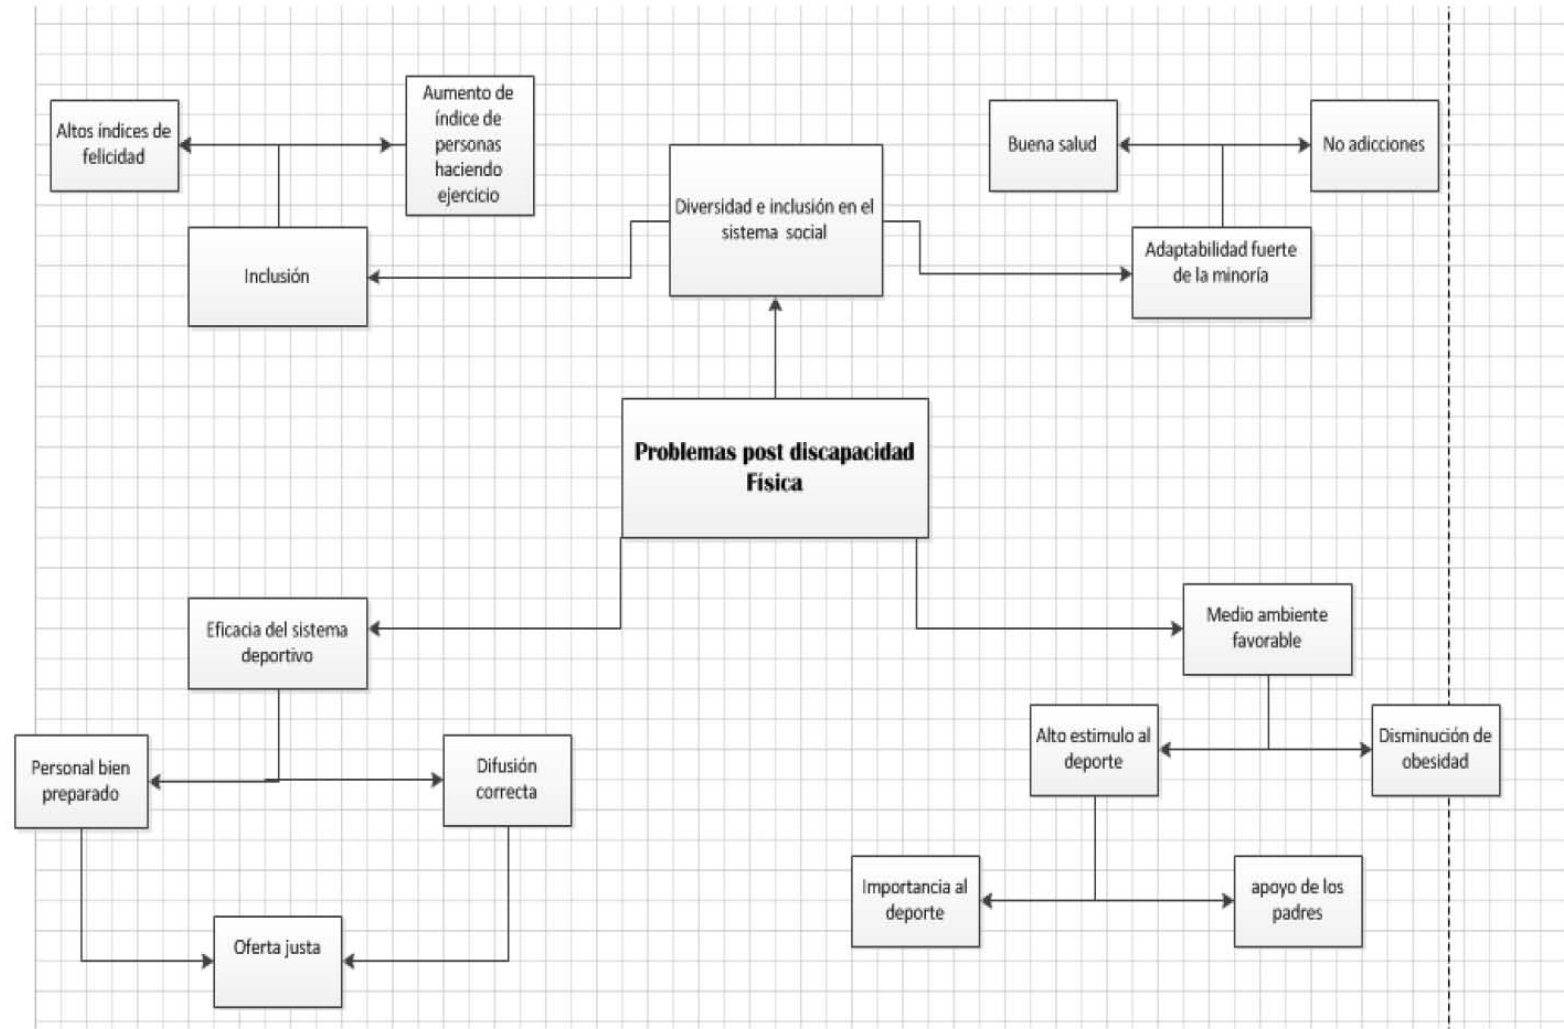 Altos índices de
felicidad
Aumento de
índice de
personas
haciendo
ejercicio
Diversidad e inclusión en el
sistema social
Buena salud
No adicciones
Inclusión
Adaptabilidad fuerte
de la minoría
Problemas post discapacidad
Física
Eficacia del sistema
deportivo
Medio ambiente
favorable
Personal bien
preparado
Difusión
correcta
Alto estimulo al
deporte
Disminución de
obesidad
Importancia al
deporte
apoyo de los
padres
Oferta justa